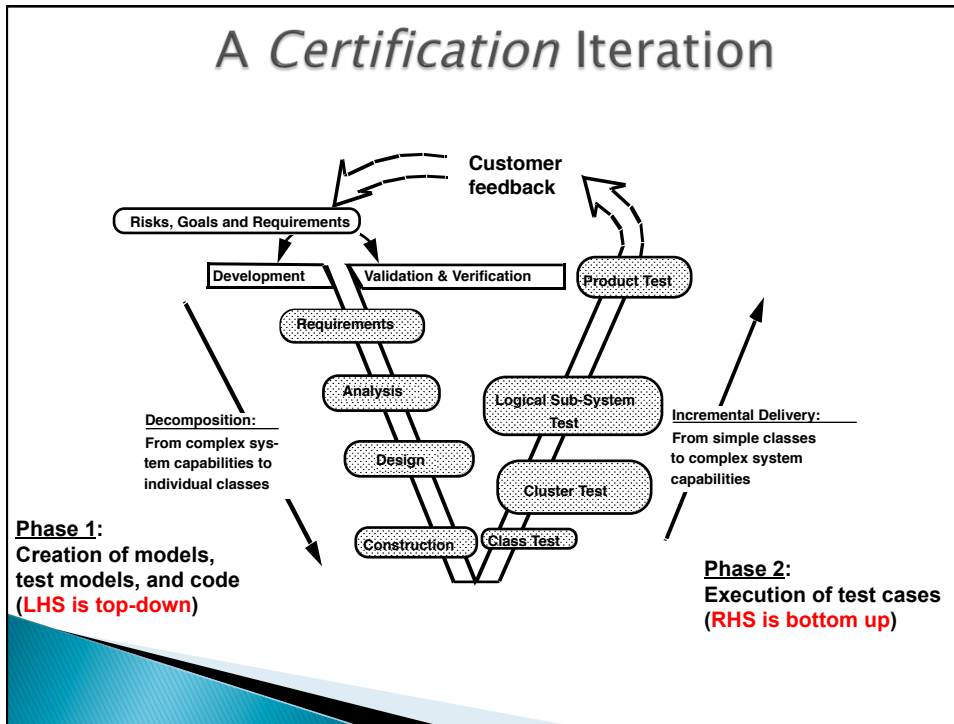 A Certification Iteration
Customer
feedback
Risks, Goals and Requirements
Development
Validation & Verification
Product Test
Requirements
Analysis
Logical Sub-System
Test
Decomposition:
From complex sys-
tem capabilities to
individual classes
Incremental Delivery:
From simple classes
to complex system
capabilities
Design
Cluster Test
Construction
Class Test
Phase 1:
Creation of models,
test models, and code
(LHS is top-down)
Phase 2:
Execution of test cases
(RHS is bottom up)